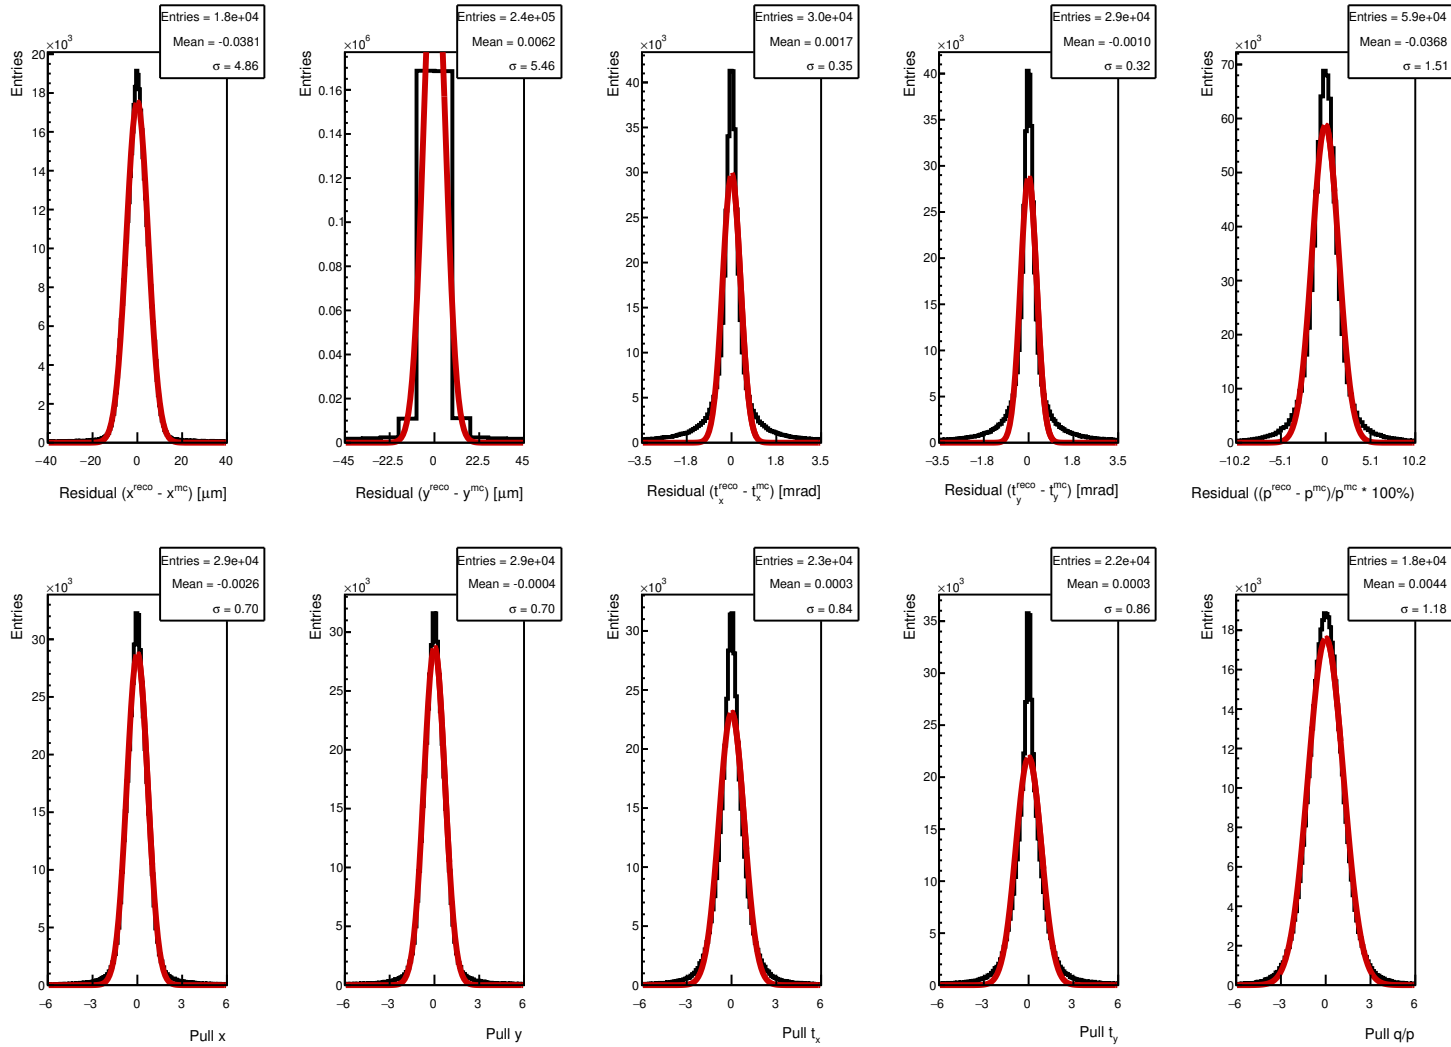 Entries = 1.8e+04
Mean = -0.0381
σ = 4.86
×10³
Entries
20
18
16
14
12
10
8
6
4
2
0
−40 −20 0 20 40
Residual (x^reco - x^mc) [μm]
Entries = 2.4e+05
Mean = 0.0062
σ = 5.46
×10⁶
Entries
0.16
0.14
0.12
0.1
0.08
0.06
0.04
0.02
0
−45 −22.5 0 22.5 45
Residual (y^reco - y^mc) [μm]
Entries = 3.0e+04
Mean = 0.0017
σ = 0.35
×10³
Entries
40
35
30
25
20
15
10
5
0
−3.5 −1.8 0 1.8 3.5
Residual (t_x^reco - t_x^mc) [mrad]
Entries = 2.9e+04
Mean = -0.0010
σ = 0.32
×10³
Entries
40
35
30
25
20
15
10
5
0
−3.5 −1.8 0 1.8 3.5
Residual (t_y^reco - t_y^mc) [mrad]
Entries = 5.9e+04
Mean = -0.0368
σ = 1.51
×10³
Entries
70
60
50
40
30
20
10
0
−10.2 −5.1 0 5.1 10.2
Residual ((p^reco - p^mc)/p^mc * 100%)
Entries = 2.9e+04
Mean = -0.0026
σ = 0.70
×10³
Entries
30
25
20
15
10
5
0
−6 −3 0 3 6
Pull x
Entries = 2.9e+04
Mean = -0.0004
σ = 0.70
×10³
Entries
30
25
20
15
10
5
0
−6 −3 0 3 6
Pull y
Entries = 2.3e+04
Mean = 0.0003
σ = 0.84
×10³
Entries
30
25
20
15
10
5
0
−6 −3 0 3 6
Pull t_x
Entries = 2.2e+04
Mean = 0.0003
σ = 0.86
×10³
Entries
35
30
25
20
15
10
5
0
−6 −3 0 3 6
Pull t_y
Entries = 1.8e+04
Mean = 0.0044
σ = 1.18
×10³
Entries
18
16
14
12
10
8
6
4
2
0
−6 −3 0 3 6
Pull q/p